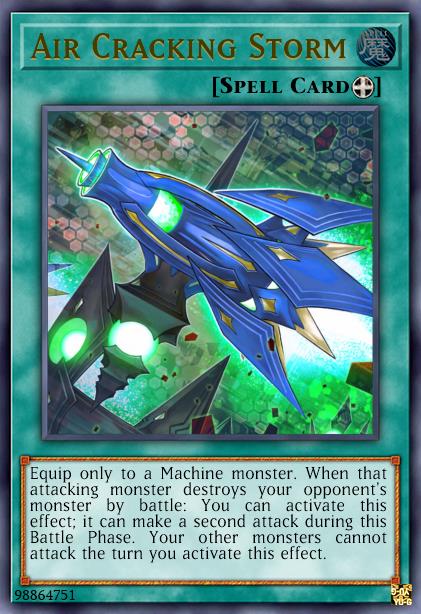 Air Cracking Storm 魔
[Spell Card]
Equip only to a Machine monster. When that
attacking monster destroys your opponent's
monster by battle: You can activate this
effect; it can make a second attack during this
Battle Phase. Your other monsters cannot
attack the turn you activate this effect.
98864751